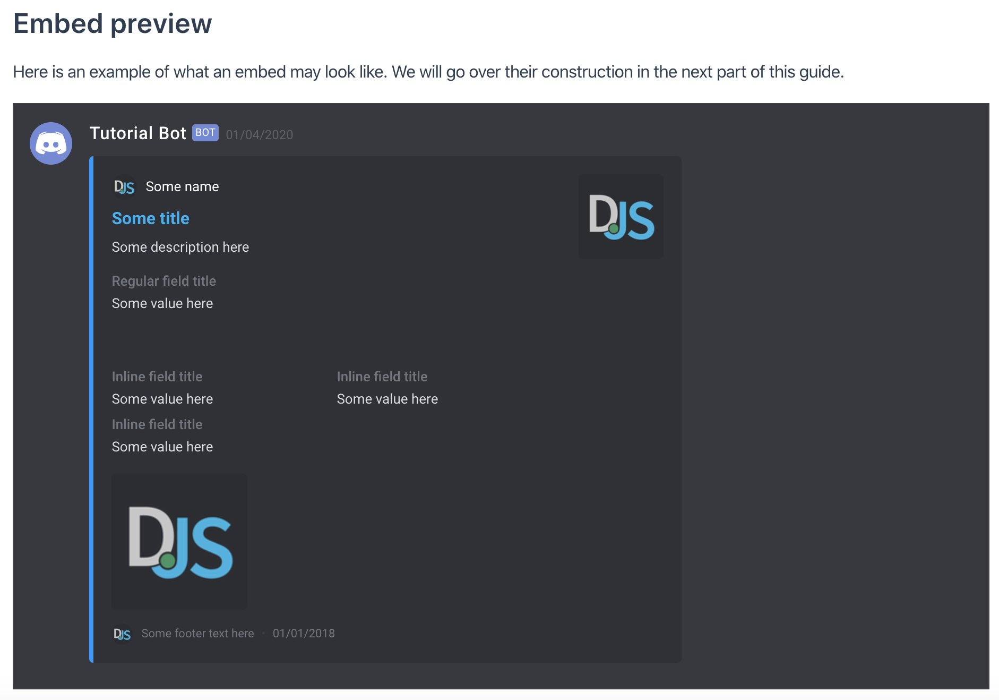 Embed preview
Here is an example of what an embed may look like. We will go over their construction in the next part of this guide.
Tutorial Bot BOT 01/04/2020
DJS Some name
DJS
Some title
Some description here
Regular field title
Some value here
Inline field title Inline field title
Some value here Some value here
Inline field title
Some value here
DJS
DJS Some footer text here • 01/01/2018